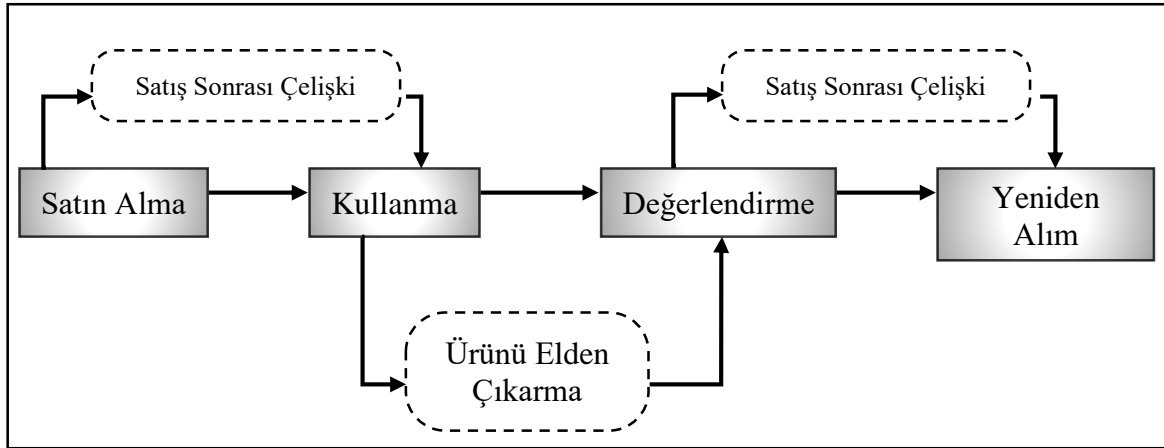 Satış Sonrası Çelişki
Satış Sonrası Çelişki
Satın Alma
Kullanma
Değerlendirme
Yeniden
Alım
Ürünü Elden
Çıkarma